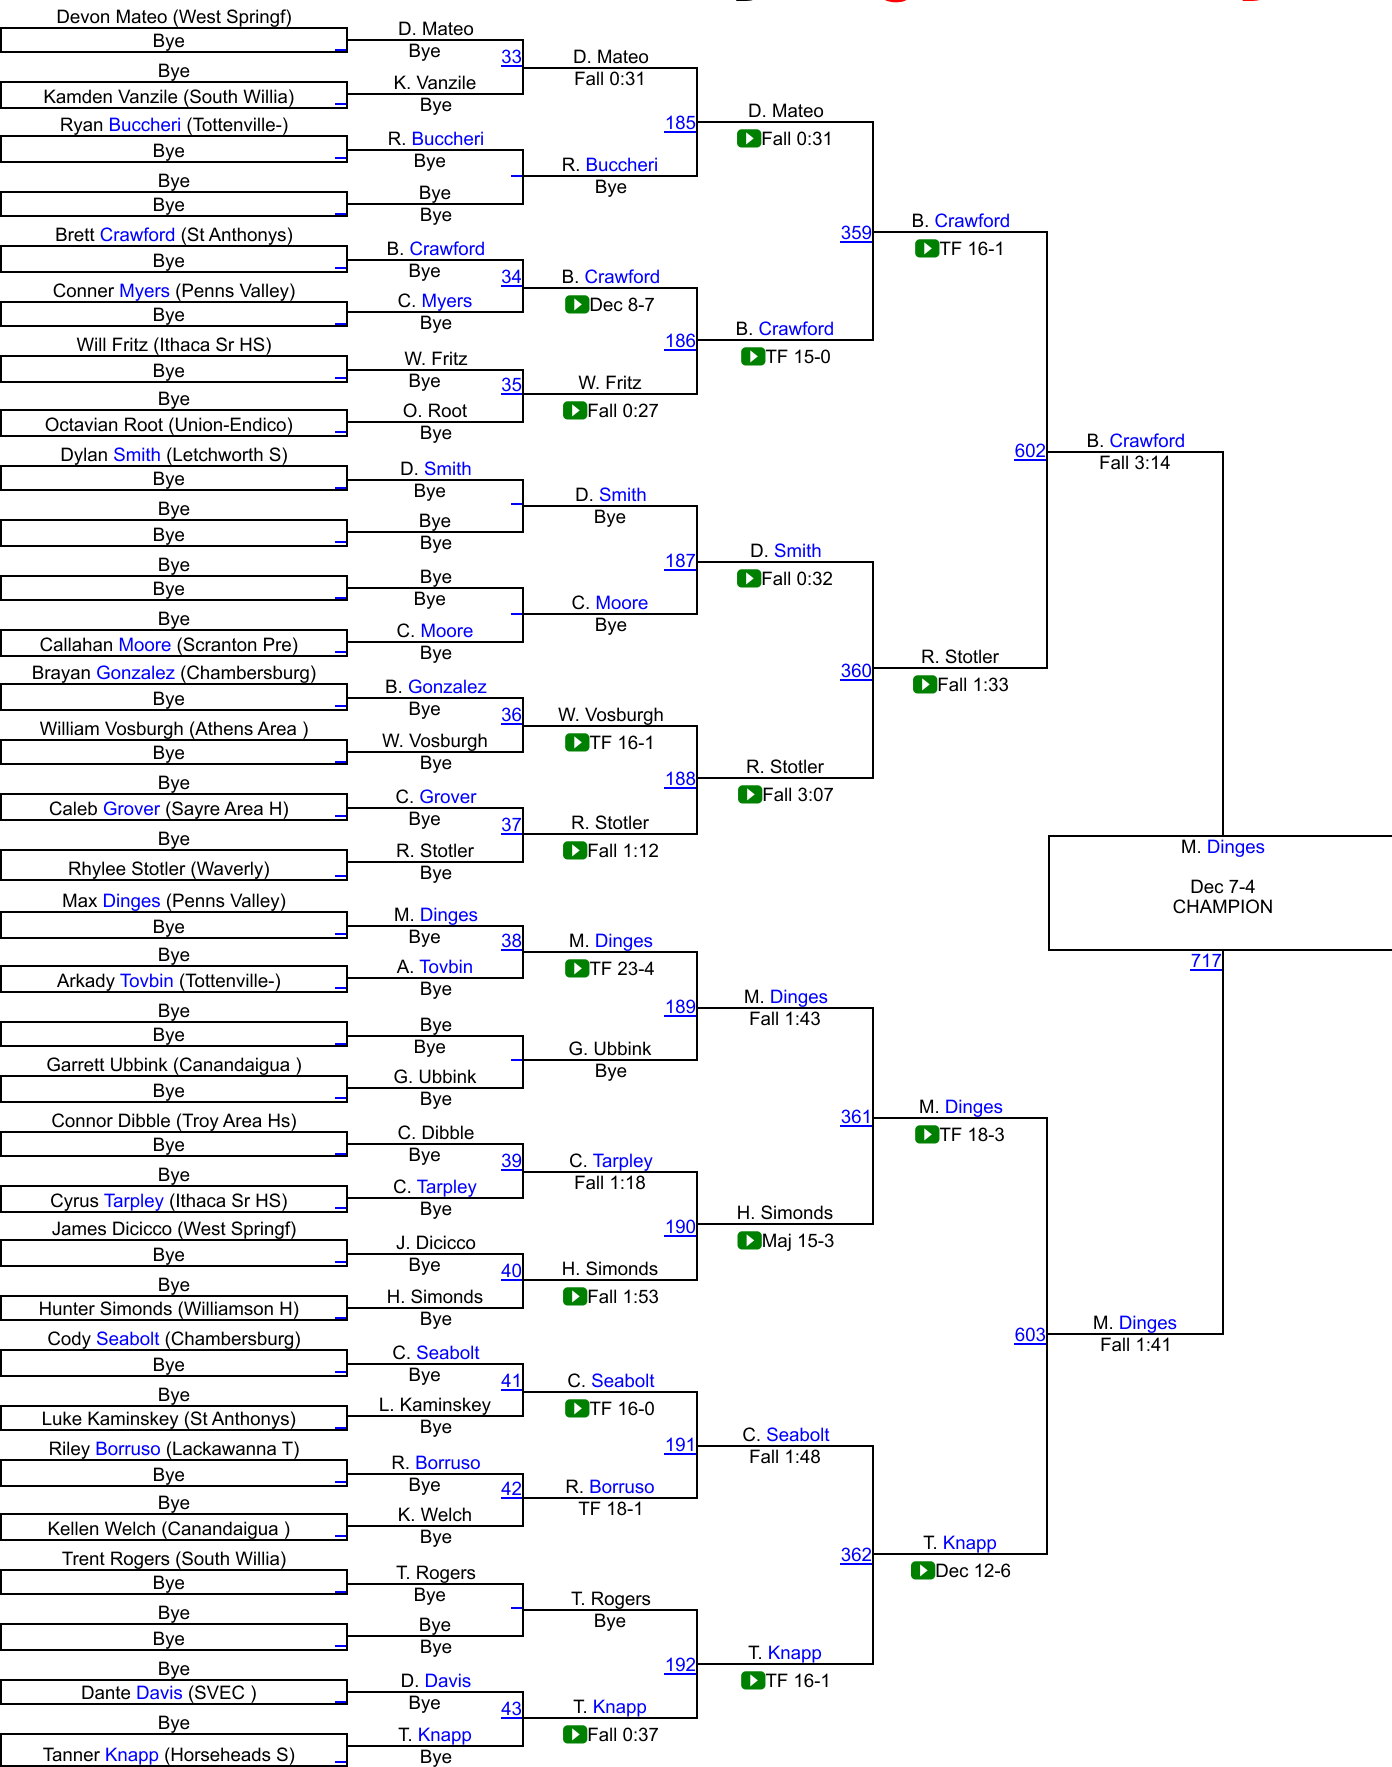 Devon Mateo (West Springf)
Bye
Bye
Kamden Vanzile (South Willia)
Ryan Buccheri (Tottenville-)
Bye
Bye
Bye
Brett Crawford (St Anthonys)
Bye
Conner Myers (Penns Valley)
Bye
Will Fritz (Ithaca Sr HS)
Bye
Bye
Octavian Root (Union-Endico)
Dylan Smith (Letchworth S)
Bye
Bye
Bye
Bye
Bye
Bye
Callahan Moore (Scranton Pre)
Brayan Gonzalez (Chambersburg)
Bye
William Vosburgh (Athens Area )
Bye
Bye
Caleb Grover (Sayre Area H)
Bye
Rhylee Stotler (Waverly)
Max Dinges (Penns Valley)
Bye
Bye
Arkady Tovbin (Tottenville-)
Bye
Bye
Garrett Ubbink (Canandaigua )
Bye
Connor Dibble (Troy Area Hs)
Bye
Bye
Cyrus Tarpley (Ithaca Sr HS)
James Dicicco (West Springf)
Bye
Bye
Hunter Simonds (Williamson H)
Cody Seabolt (Chambersburg)
Bye
Bye
Luke Kaminskey (St Anthonys)
Riley Borruso (Lackawanna T)
Bye
Bye
Kellen Welch (Canandaigua )
Trent Rogers (South Willia)
Bye
Bye
Bye
Bye
Dante Davis (SVEC )
Bye
Tanner Knapp (Horseheads S)
D. Mateo
Bye
33
K. Vanzile
Bye
R. Buccheri
Bye
Bye
Bye
B. Crawford
Bye
34
C. Myers
Bye
W. Fritz
Bye
35
O. Root
Bye
D. Smith
Bye
Bye
Bye
Bye
Bye
C. Moore
Bye
B. Gonzalez
Bye
36
W. Vosburgh
Bye
C. Grover
Bye
37
R. Stotler
Bye
M. Dinges
Bye
38
A. Tovbin
Bye
Bye
Bye
G. Ubbink
Bye
C. Dibble
Bye
39
C. Tarpley
Bye
J. Dicicco
Bye
40
H. Simonds
Bye
C. Seabolt
Bye
41
L. Kaminskey
Bye
R. Borruso
Bye
42
K. Welch
Bye
T. Rogers
Bye
Bye
Bye
D. Davis
Bye
43
T. Knapp
Bye
D. Mateo
Fall 0:31
185
R. Buccheri
Bye
B. Crawford
Dec 8-7
186
W. Fritz
Fall 0:27
D. Smith
Bye
187
C. Moore
Bye
W. Vosburgh
TF 16-1
188
R. Stotler
Fall 1:12
M. Dinges
TF 23-4
189
G. Ubbink
Bye
C. Tarpley
Fall 1:18
190
H. Simonds
Fall 1:53
C. Seabolt
TF 16-0
191
R. Borruso
TF 18-1
T. Rogers
Bye
192
T. Knapp
Fall 0:37
D. Mateo
Fall 0:31
359
B. Crawford
TF 15-0
D. Smith
Fall 0:32
360
R. Stotler
Fall 3:07
M. Dinges
Fall 1:43
361
H. Simonds
Maj 15-3
C. Seabolt
Fall 1:48
362
T. Knapp
TF 16-1
B. Crawford
TF 16-1
602
R. Stotler
Fall 1:33
M. Dinges
TF 18-3
603
T. Knapp
Dec 12-6
B. Crawford
Fall 3:14
M. Dinges
Dec 7-4
CHAMPION
717
M. Dinges
Fall 1:41